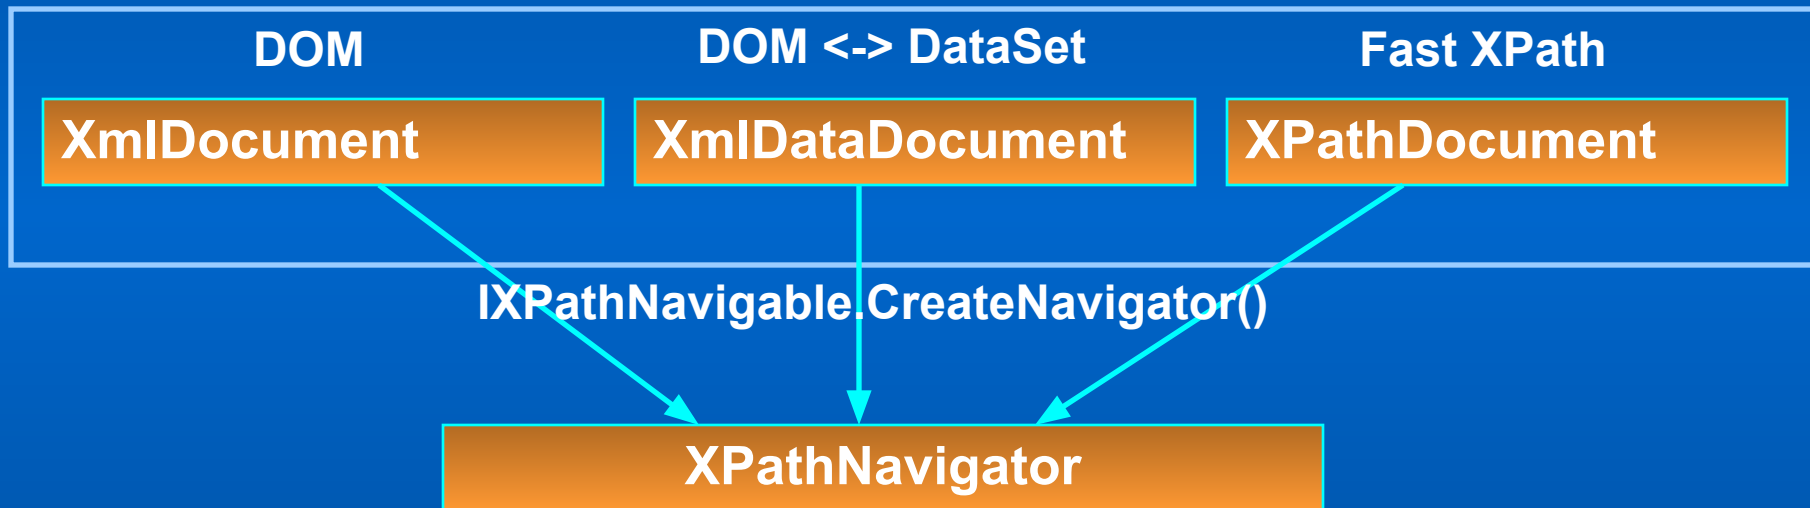 DOM
DOM <-> DataSet
Fast XPath
XmlDocument
XmlDataDocument
XPathDocument
IXPathNavigable.CreateNavigator()
XPathNavigator